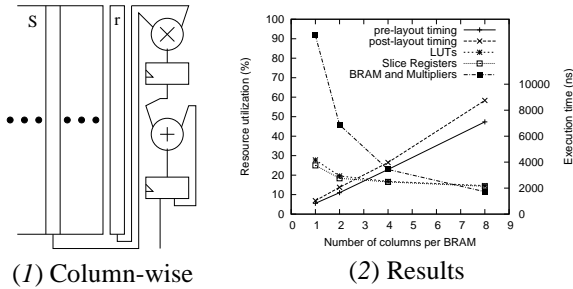 S
r
×
+
(1) Column-wise
Resource utilization (%)
100
90
80
70
60
50
40
30
20
10
0
pre-layout timing
post-layout timing
LUTs
Slice Registers
BRAM and Multipliers
10000
8000
6000
4000
2000
0
Execution time (ns)
0 1 2 3 4 5 6 7 8 9
Number of columns per BRAM
(2) Results